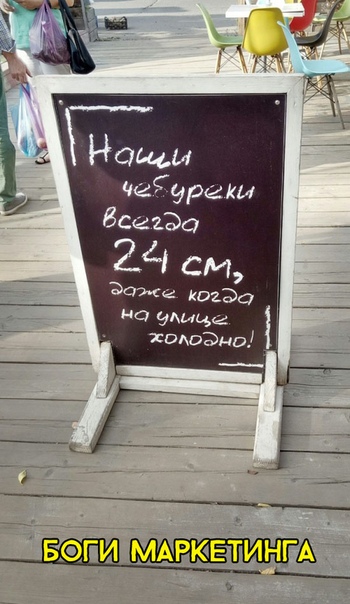 Наши
чебуреки
всегда
24 см,
даже когда
на улице
холодно!
БОГИ МАРКЕТИНГА